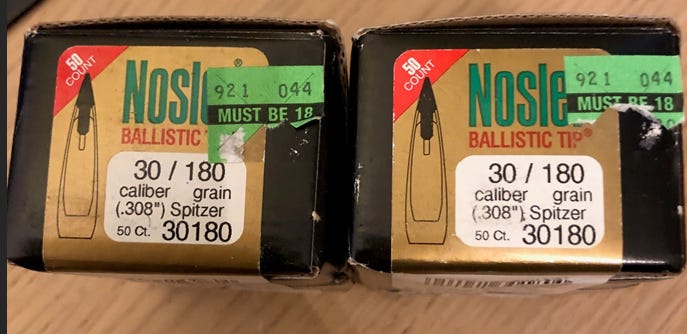 50
COUNT
Nosle®
921 044
MUST BE 18
BALLISTIC
30 / 180
caliber grain
(.308") Spitzer
50 Ct. 30180
50
COUNT
Nosle
921 044
MUST BE 18
BALLISTIC TIP®
30 / 180
caliber grain
(.308") Spitzer
50 Ct. 30180